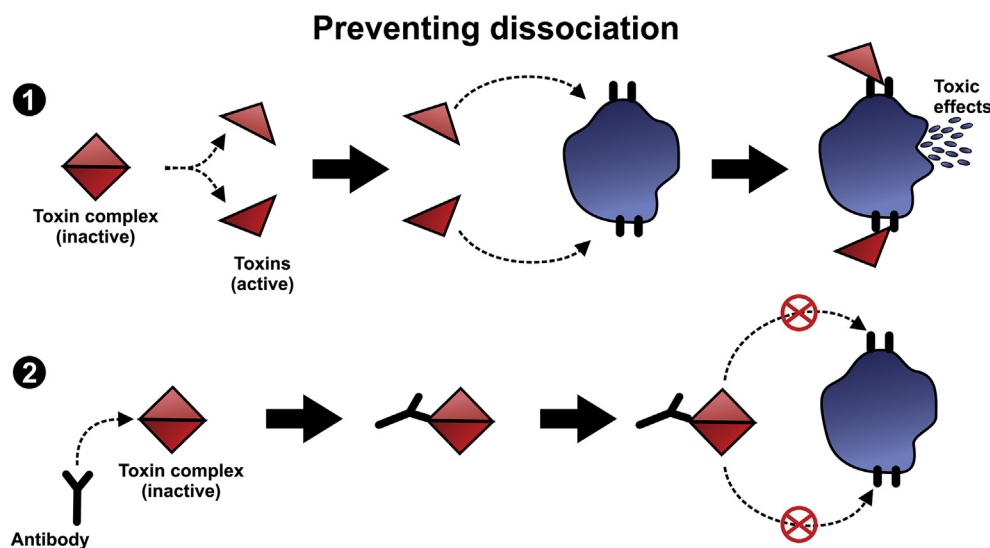 Preventing dissociation
1
Toxic
effects
Toxin complex
(inactive)
Toxins
(active)
2
Toxin complex
(inactive)
Antibody